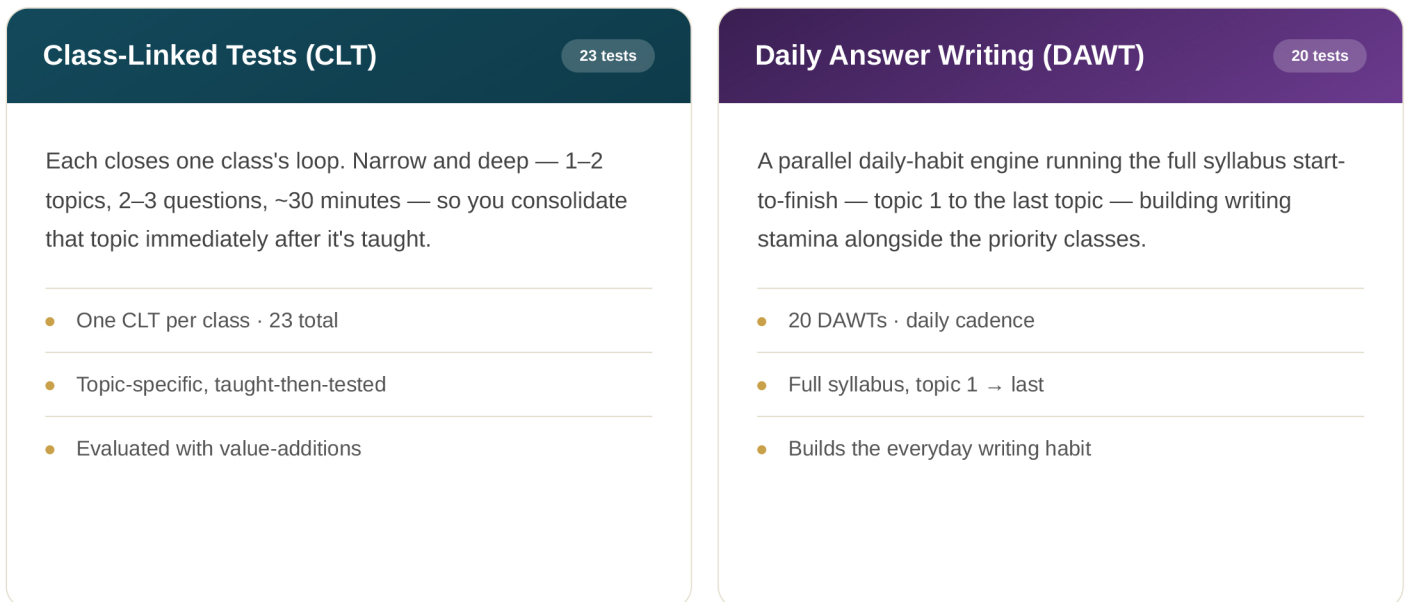 Class-Linked Tests (CLT)
23 tests
Each closes one class's loop. Narrow and deep — 1–2
topics, 2–3 questions, ~30 minutes — so you consolidate
that topic immediately after it's taught.
One CLT per class · 23 total
Topic-specific, taught-then-tested
Evaluated with value-additions
Daily Answer Writing (DAWT)
20 tests
A parallel daily-habit engine running the full syllabus start-
to-finish — topic 1 to the last topic — building writing
stamina alongside the priority classes.
20 DAWTs · daily cadence
Full syllabus, topic 1 → last
Builds the everyday writing habit